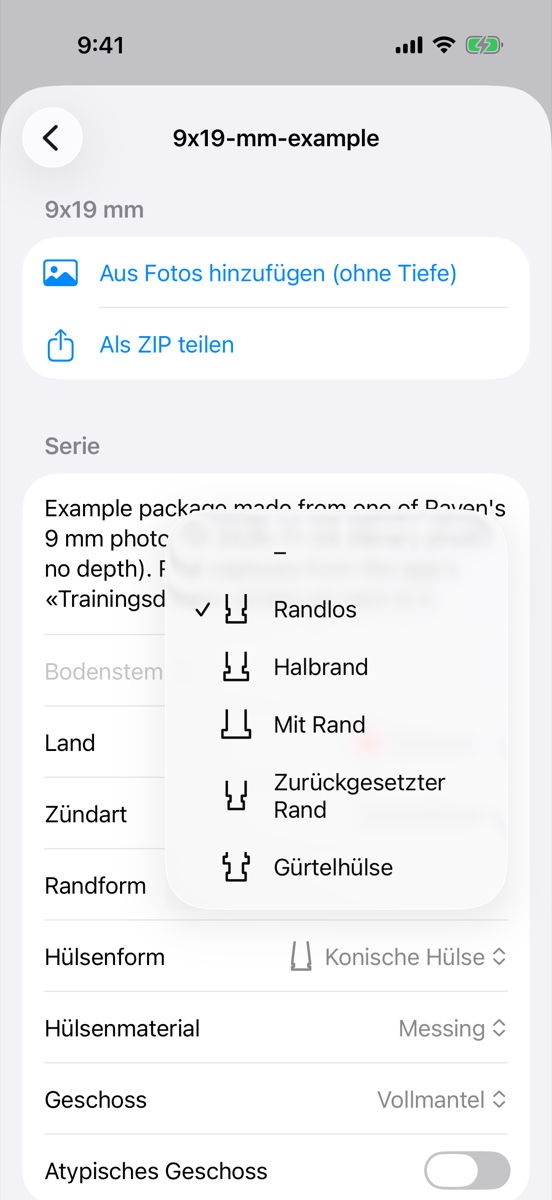 9:41
9x19-mm-example
9x19 mm
Aus Fotos hinzufügen (ohne Tiefe)
Als ZIP teilen
Serie
Example package made from one of Raven's
9 mm photo
no depth).
«Trainingsd
–
Randlos
Halbrand
Mit Rand
Zurückgesetzter
Rand
Gürtelhülse
Bodenstem
Land
Zündart
Randform
Hülsenform Konische Hülse
Hülsenmaterial Messing
Geschoss Vollmantel
Atypisches Geschoss